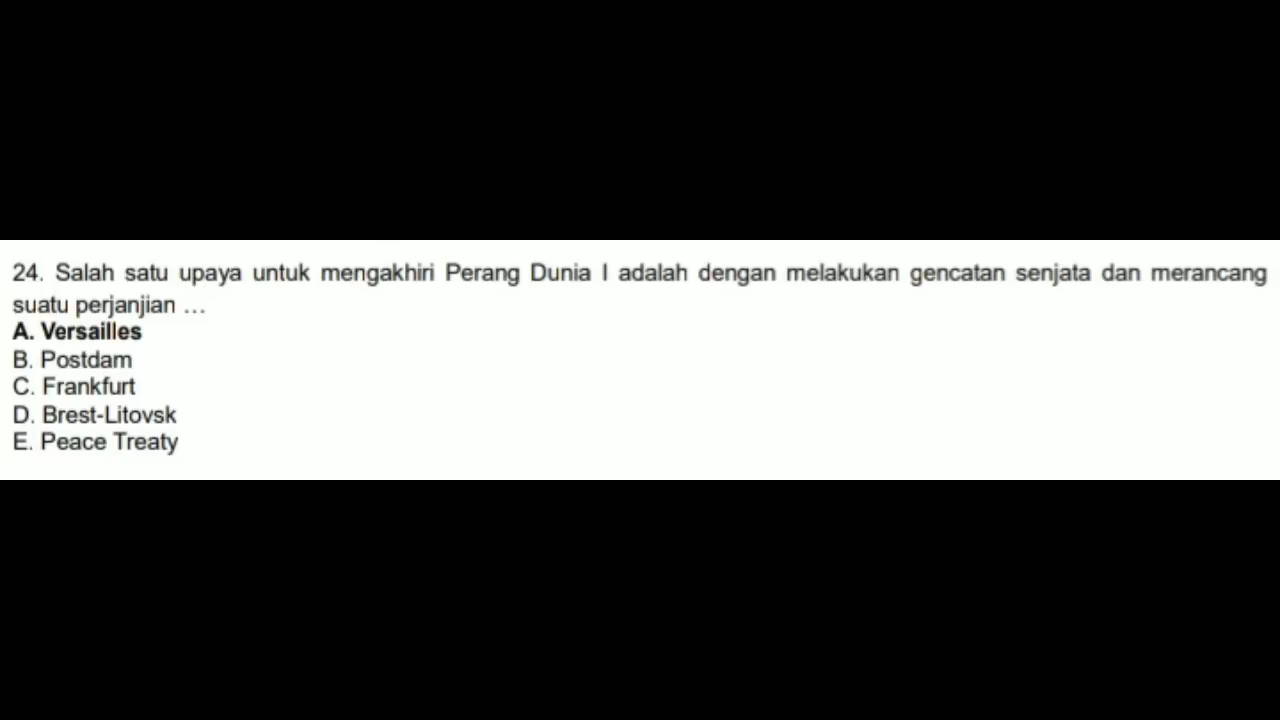 24. Salah satu upaya untuk mengakhiri Perang Dunia I adalah dengan melakukan gencatan senjata dan merancang
suatu perjanjian …
A. Versailles
B. Postdam
C. Frankfurt
D. Brest-Litovsk
E. Peace Treaty